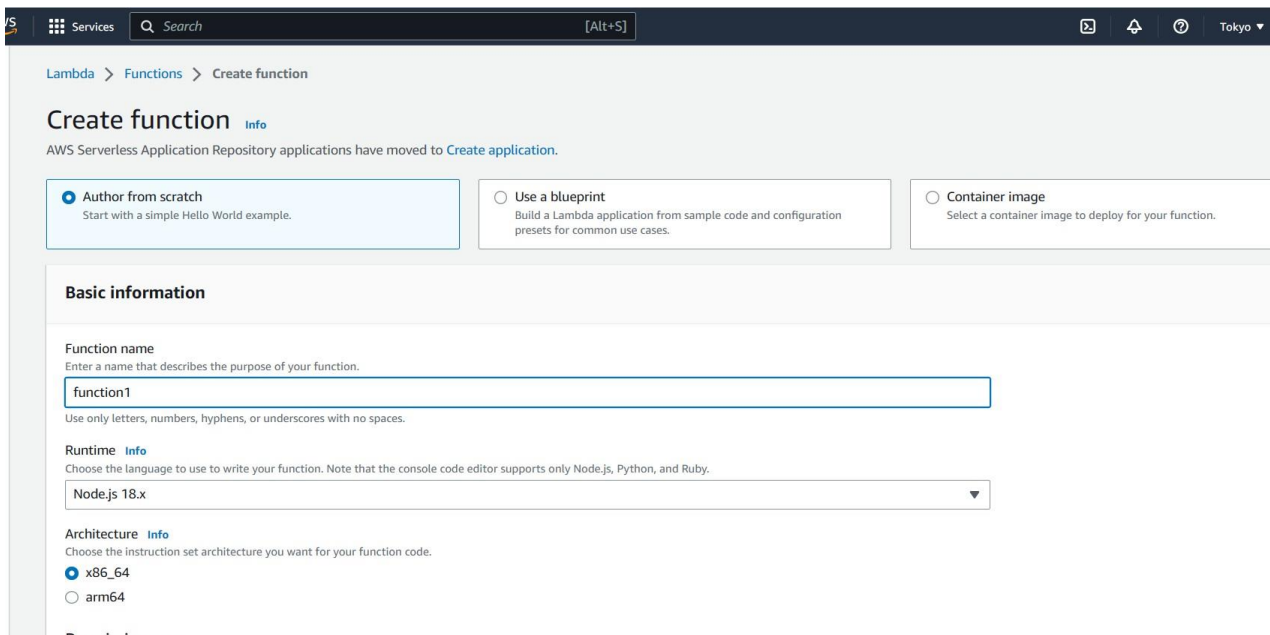 Services
Search
[Alt+S]
Tokyo
Lambda > Functions > Create function
Create function Info
AWS Serverless Application Repository applications have moved to Create application.
Author from scratch
Start with a simple Hello World example.
Use a blueprint
Build a Lambda application from sample code and configuration
presets for common use cases.
Container image
Select a container image to deploy for your function.
Basic information
Function name
Enter a name that describes the purpose of your function.
function1
Use only letters, numbers, hyphens, or underscores with no spaces.
Runtime Info
Choose the language to use to write your function. Note that the console code editor supports only Node.js, Python, and Ruby.
Node.js 18.x
Architecture Info
Choose the instruction set architecture you want for your function code.
x86_64
arm64